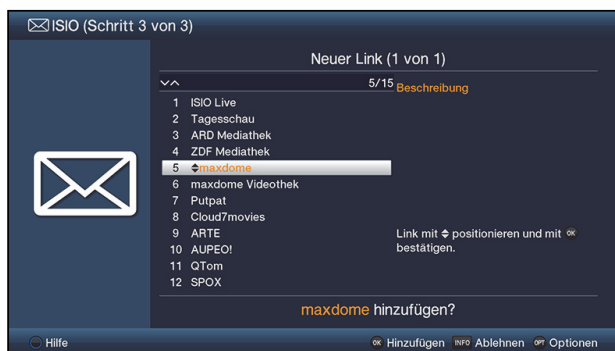 ISIO (Schritt 3 von 3)
Neuer Link (1 von 1)
5/15
Beschreibung
1 ISIO Live
2 Tagesschau
3 ARD Mediathek
4 ZDF Mediathek
5 maxdome
6 maxdome Videothek
7 Putpat
8 Cloud7movies
9 ARTE
10 AUPEO!
11 QTom
12 SPOX
Link mit positionieren und mit OK
bestätigen.
maxdome hinzufügen?
Hilfe
OK Hinzufügen INFO Ablehnen OPT Optionen